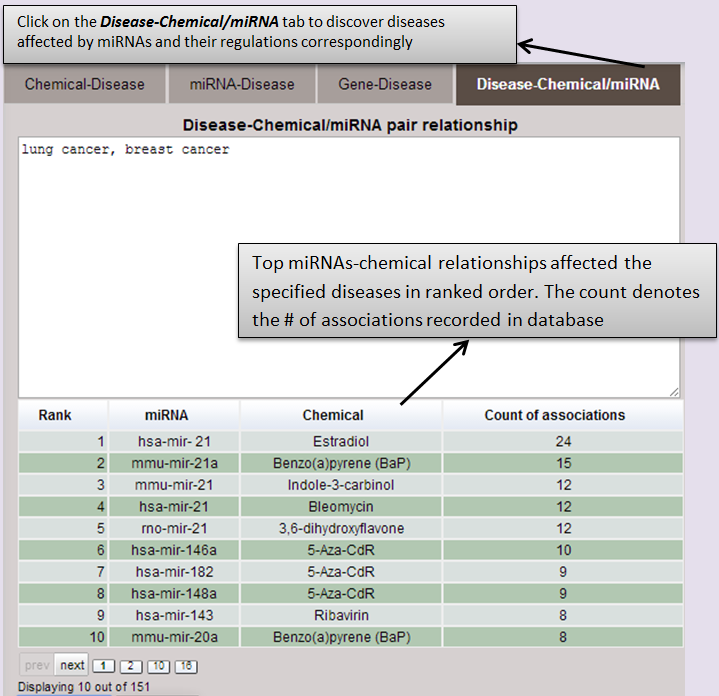 Click on the Disease-Chemical/miRNA tab to discover diseases
affected by miRNAs and their regulations correspondingly
Chemical-Disease miRNA-Disease Gene-Disease Disease-Chemical/miRNA
Disease-Chemical/miRNA pair relationship
lung cancer, breast cancer
Top miRNAs-chemical relationships affected the
specified diseases in ranked order. The count denotes
the # of associations recorded in database
Rank miRNA Chemical Count of associations
1 hsa-mir- 21 Estradiol 24
2 mmu-mir-21a Benzo(a)pyrene (BaP) 15
3 mmu-mir-21 Indole-3-carbinol 12
4 hsa-mir-21 Bleomycin 12
5 rno-mir-21 3,6-dihydroxyflavone 12
6 hsa-mir-146a 5-Aza-CdR 10
7 hsa-mir-182 5-Aza-CdR 9
8 hsa-mir-148a 5-Aza-CdR 9
9 hsa-mir-143 Ribavirin 8
10 mmu-mir-20a Benzo(a)pyrene (BaP) 8
prev next 1 2 10 16
Displaying 10 out of 151